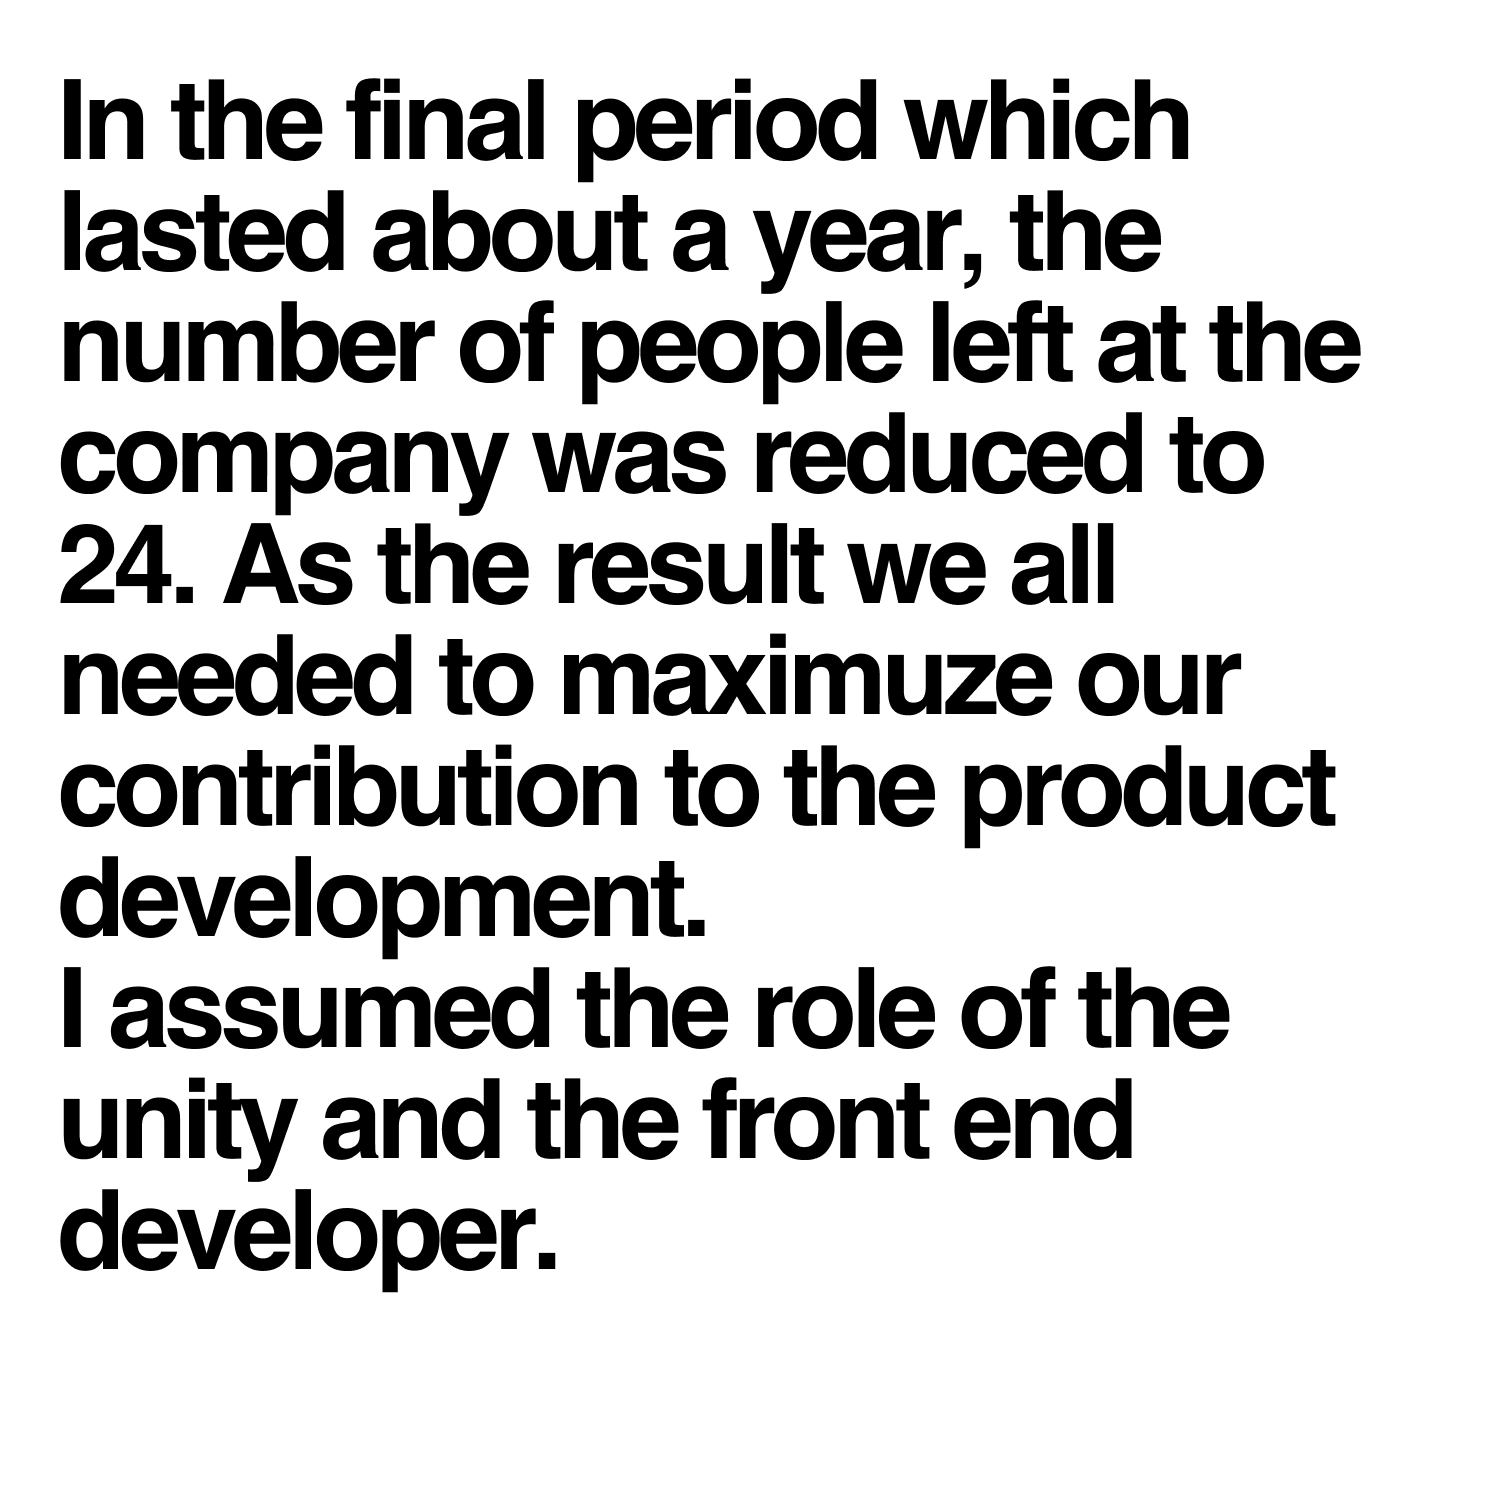 In the final period which
lasted about a year, the
number of people left at the
company was reduced to
24. As the result we all
needed to maximuze our
contribution to the product
development.
I assumed the role of the
unity and the front end
developer.